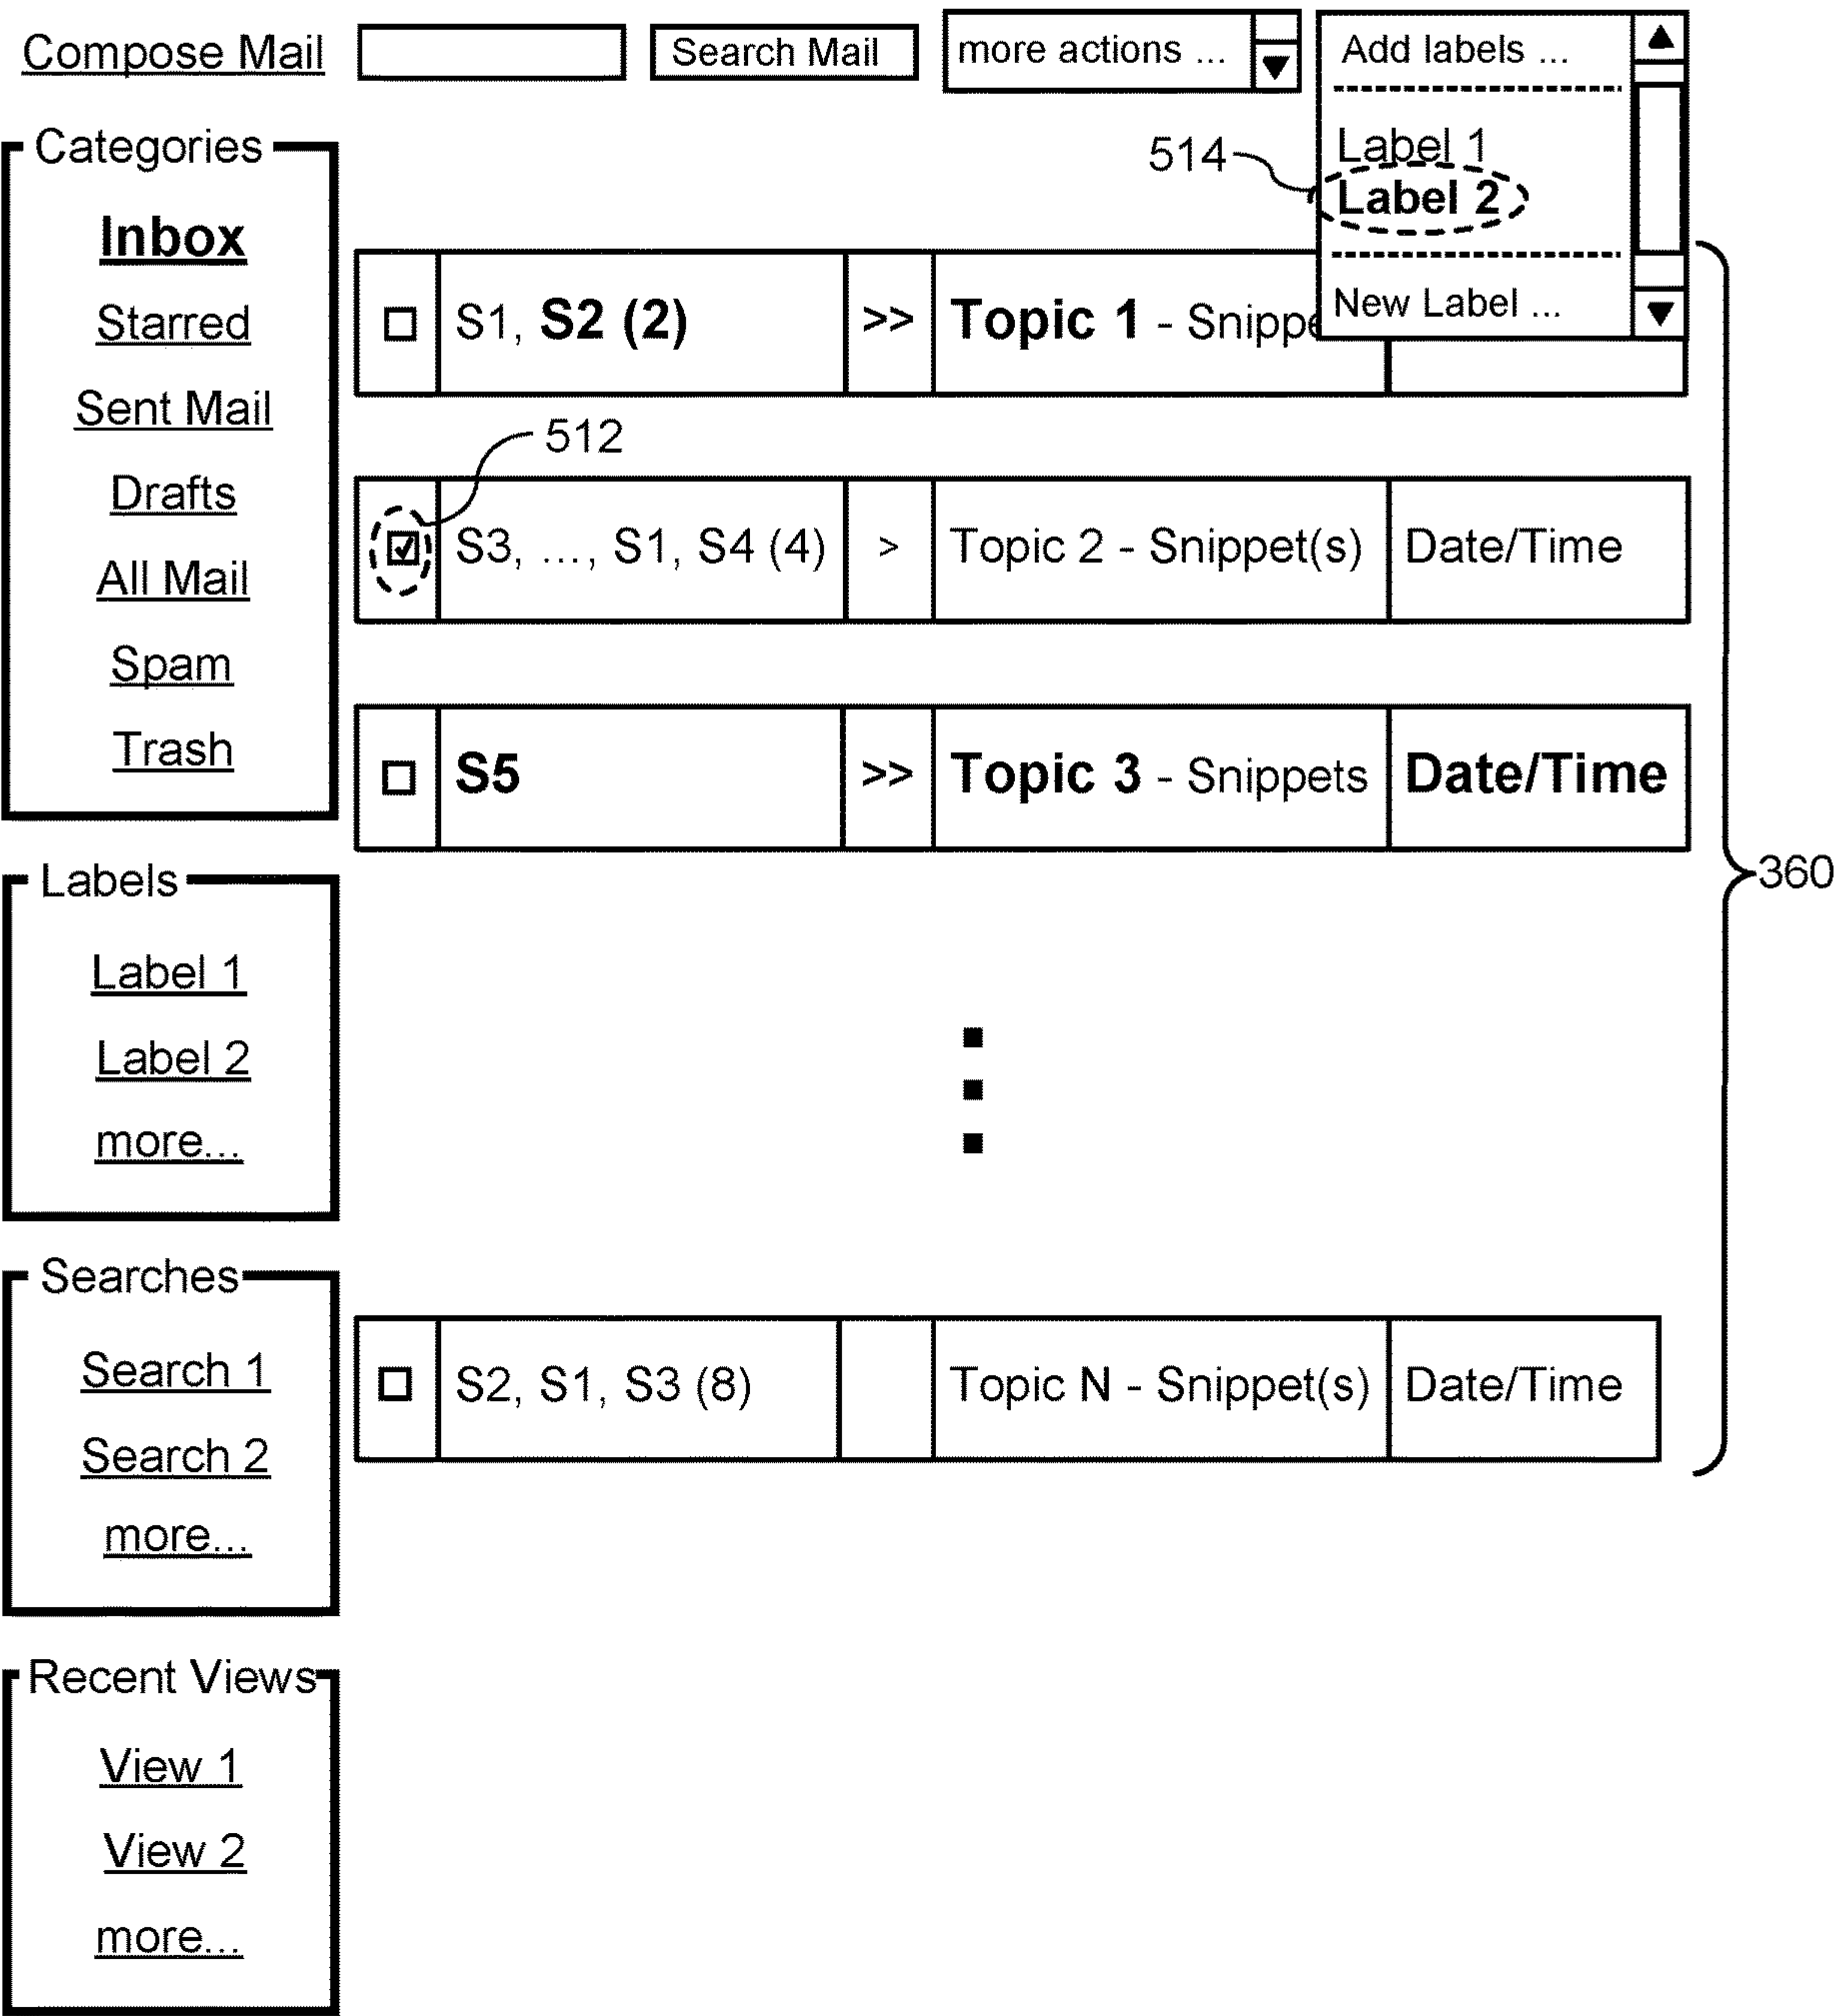 Compose Mail
Search Mail
more actions ...
Add labels ...
Label 1
Label 2
New Label ...
514
Categories
Inbox
Starred
Sent Mail
Drafts
All Mail
Spam
Trash
S1, S2 (2) >> Topic 1 - Snippe
512
S3, ..., S1, S4 (4) > Topic 2 - Snippet(s) Date/Time
S5 >> Topic 3 - Snippets Date/Time
360
Labels
Label 1
Label 2
more...
Searches
Search 1
Search 2
more...
S2, S1, S3 (8) Topic N - Snippet(s) Date/Time
Recent Views
View 1
View 2
more...